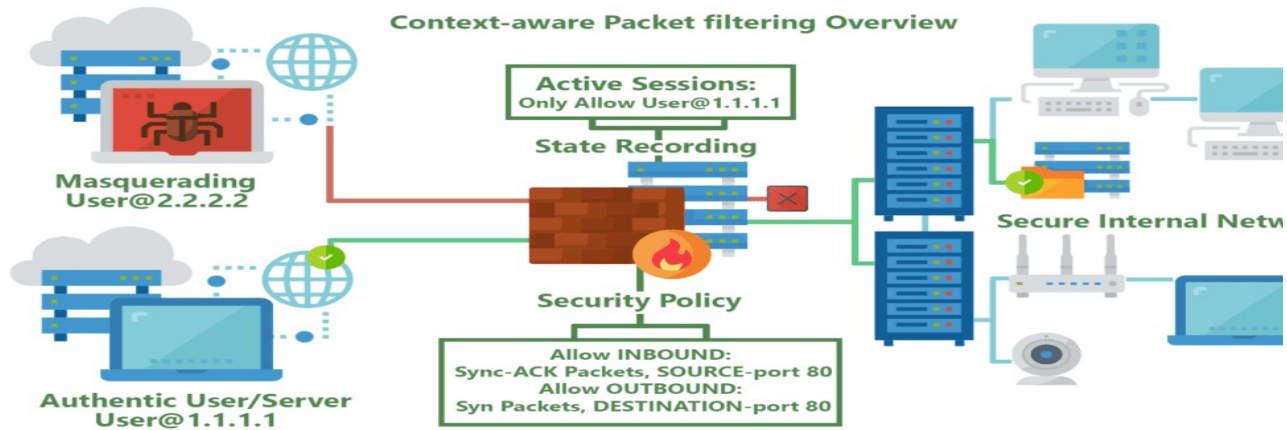 Context-aware Packet filtering Overview
Active Sessions:
Only Allow User@1.1.1.1
State Recording
Masquerading
User@2.2.2.2
Secure Internal Netw
Security Policy
Allow INBOUND:
Sync-ACK Packets, SOURCE-port 80
Allow OUTBOUND:
Syn Packets, DESTINATION-port 80
Authentic User/Server
User@1.1.1.1